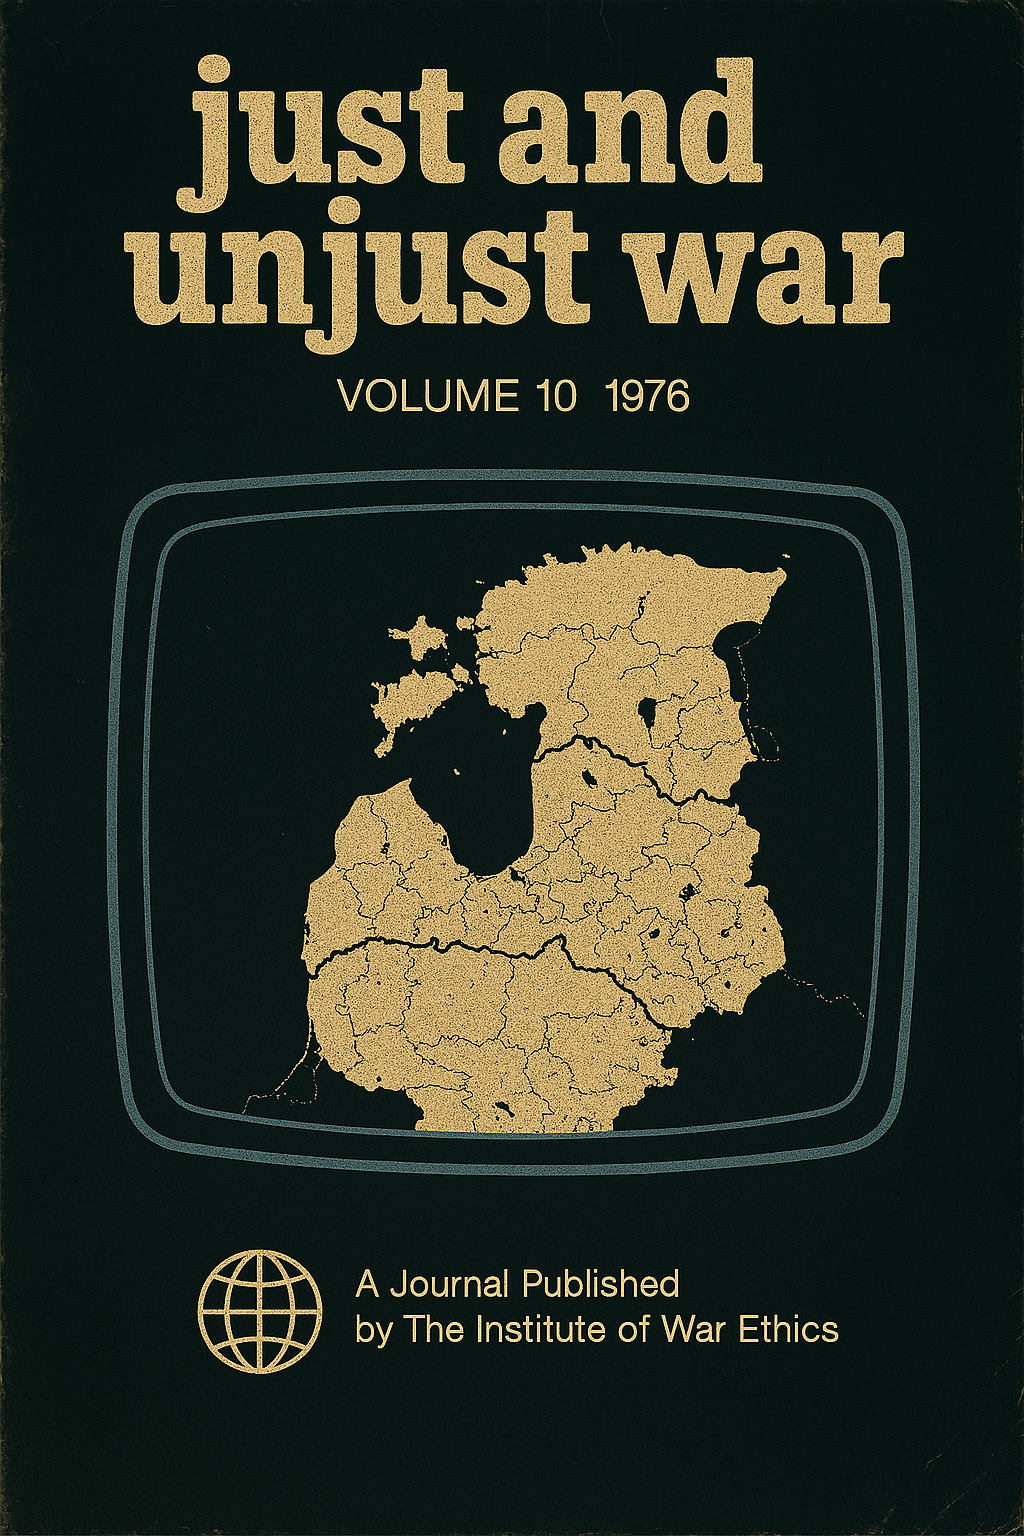 just and
unjust war
VOLUME 10 1976
A Journal Published
by The Institute of War Ethics